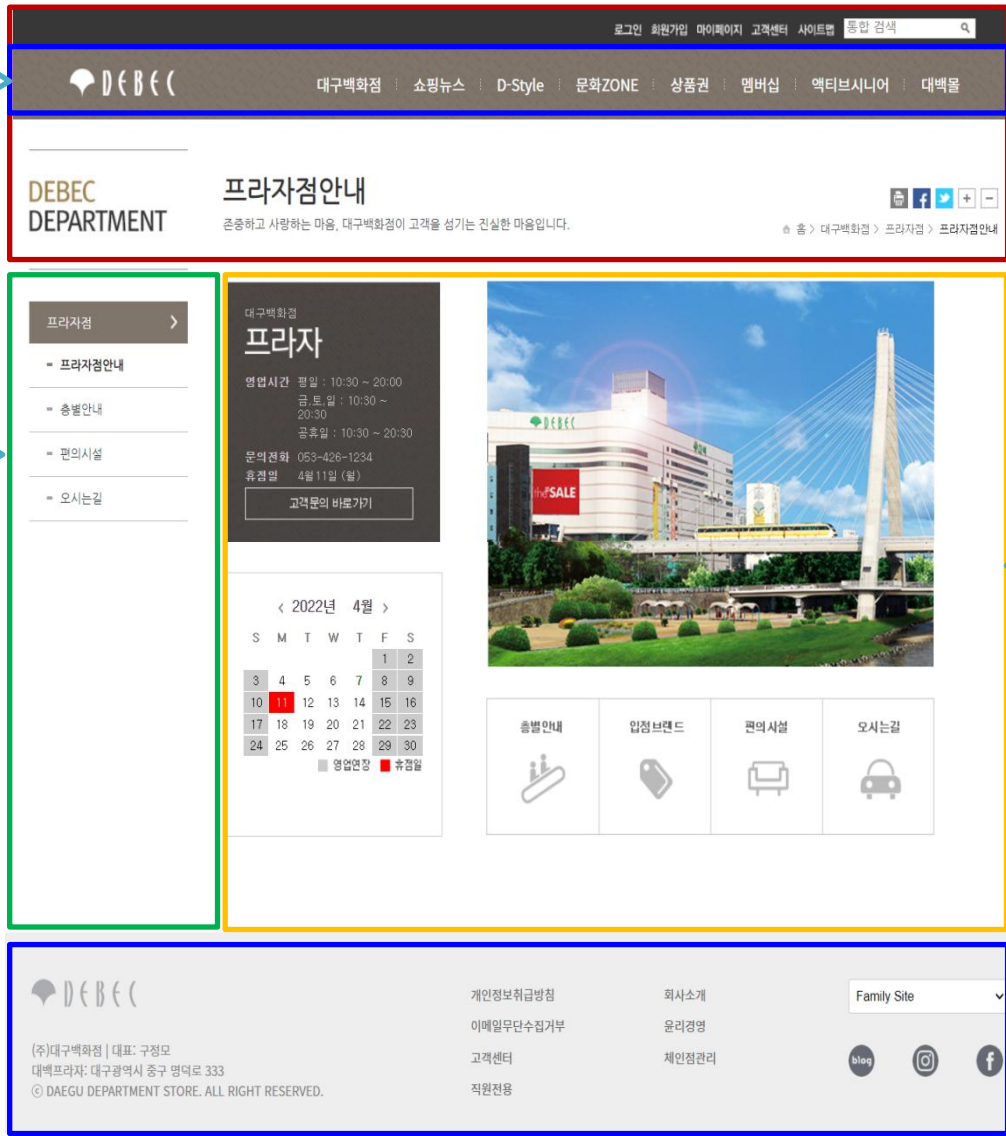 로그인 회원가입 마이페이지 고객센터 사이트맵 통합 검색
DEBEC
대구백화점 쇼핑뉴스 D-Style 문화ZONE 상품권 멤버십 액티브시니어 대백몰
DEBEC
DEPARTMENT
프라자점안내
존중하고 사랑하는 마음, 대구백화점이 고객을 섬기는 진실한 마음입니다.
홈 > 대구백화점 > 프라자점 > 프라자점안내
프라자점
프라자점안내
층별안내
편의시설
오시는길
대구백화점
프라자
영업시간 평일 : 10:30 ~ 20:00
금.토.일 : 10:30 ~
20:30
공휴일 : 10:30 ~ 20:30
문의전화 053-426-1234
휴점일 4월11일 (월)
고객문의 바로가기
DEBEC
the SALE
< 2022년 4월 >
S M T W T F S
1 2
3 4 5 6 7 8 9
10 11 12 13 14 15 16
17 18 19 20 21 22 23
24 25 26 27 28 29 30
영업연장 휴점일
층별안내 입점브랜드 편의시설 오시는길
DEBEC
(주)대구백화점 | 대표: 구정모
대백프라자: 대구광역시 중구 명덕로 333
ⓒ DAEGU DEPARTMENT STORE. ALL RIGHT RESERVED.
개인정보취급방침
이메일무단수집거부
고객센터
직원전용
회사소개
윤리경영
체인점관리
Family Site
blog